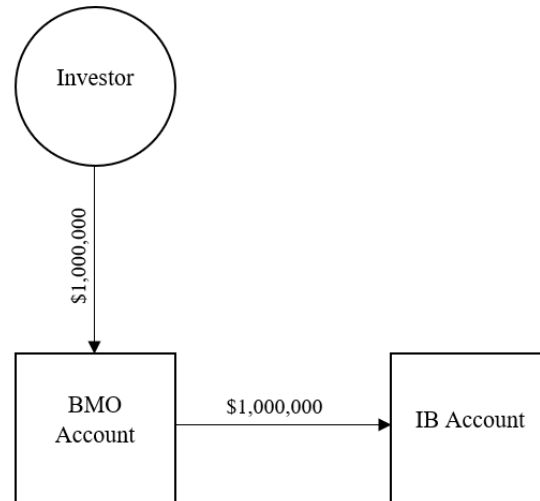 Investor
$1,000,000
BMO
Account
$1,000,000
IB Account